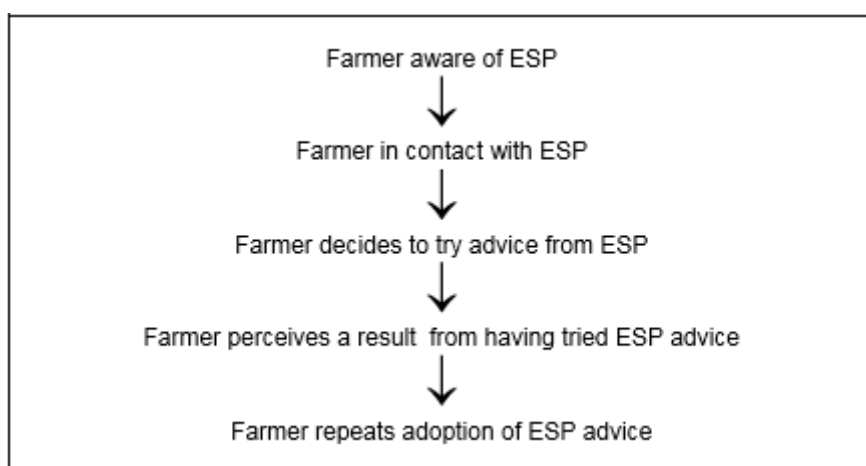 Farmer aware of ESP
Farmer in contact with ESP
Farmer decides to try advice from ESP
Farmer perceives a result from having tried ESP advice
Farmer repeats adoption of ESP advice